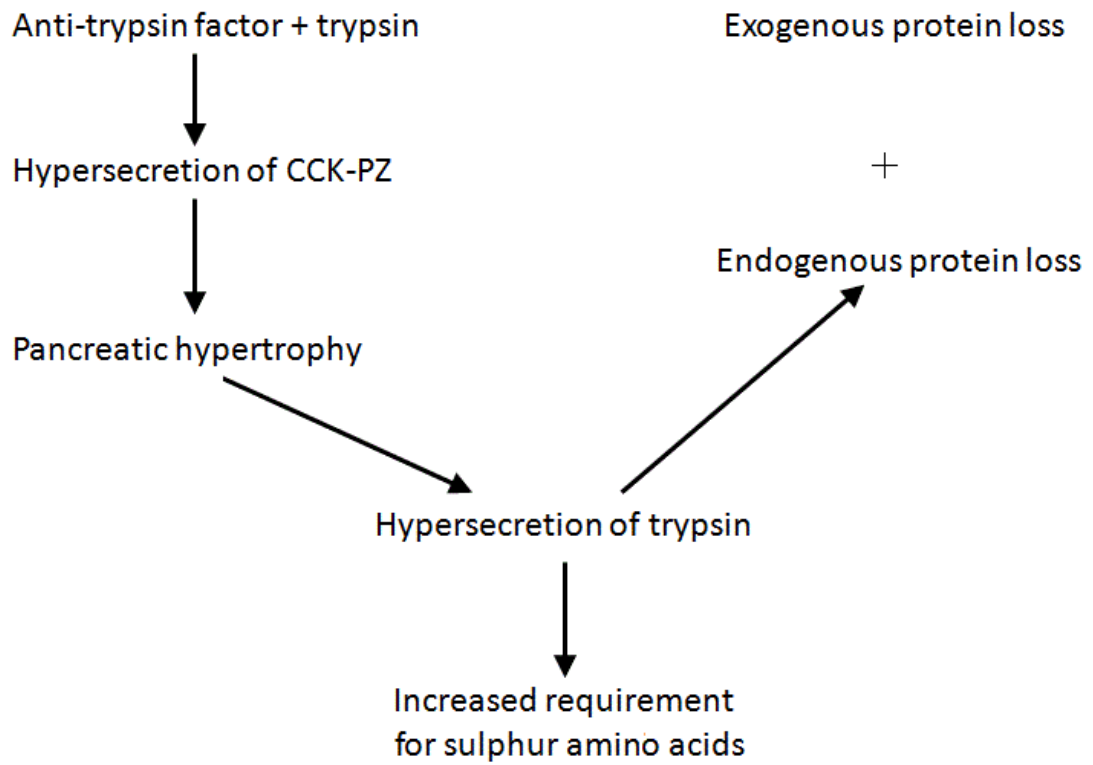 Anti-trypsin factor + trypsin
Exogenous protein loss
Hypersecretion of CCK-PZ
+
Endogenous protein loss
Pancreatic hypertrophy
Hypersecretion of trypsin
Increased requirement
for sulphur amino acids